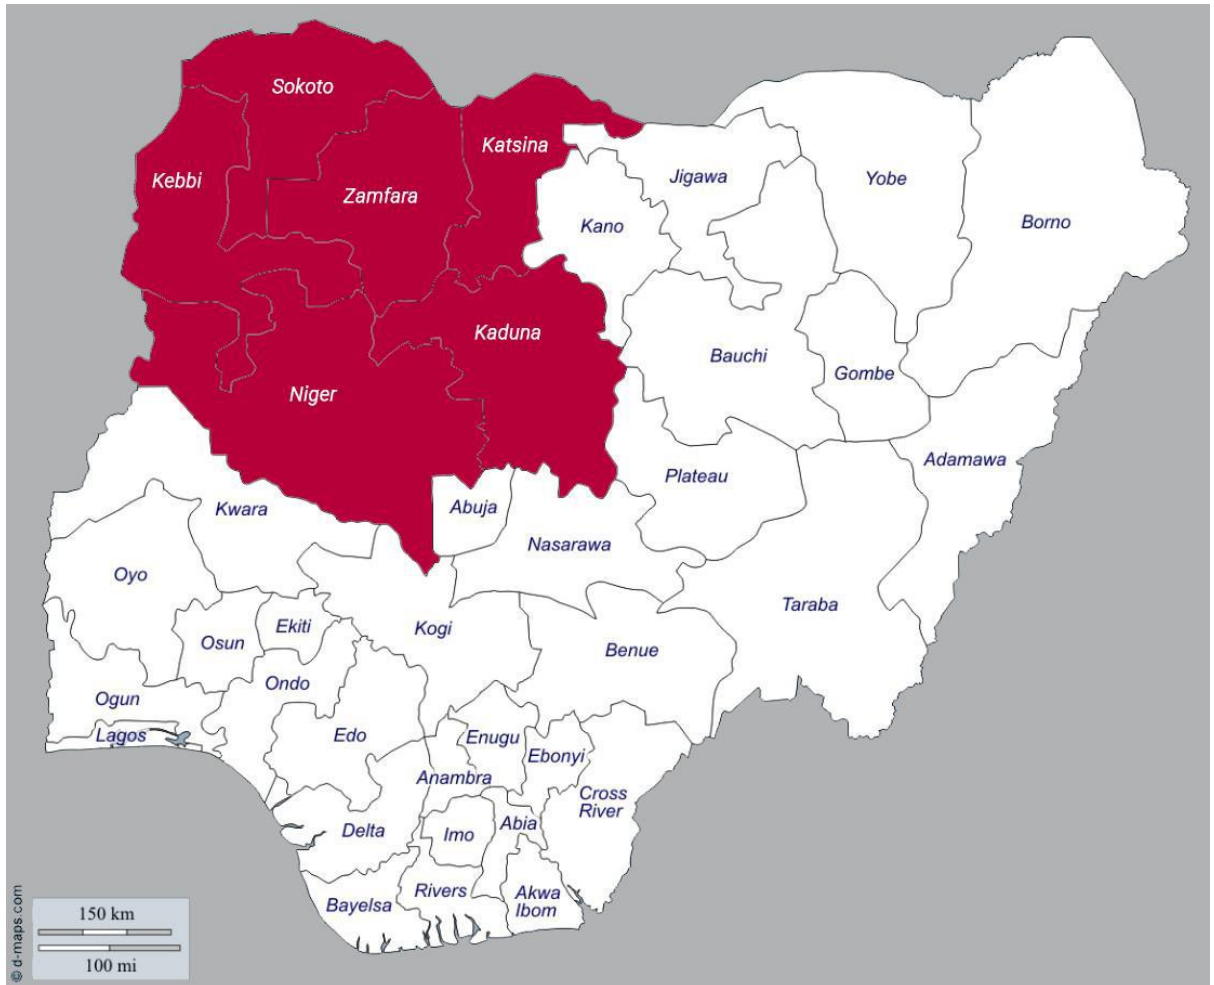 Sokoto
Katsina
Kebbi
Zamfara
Jigawa
Yobe
Kano
Borno
Kaduna
Bauchi
Gombe
Niger
Adamawa
Plateau
Kwara
Abuja
Nasarawa
Oyo
Taraba
Kogi
Ekiti
Osun
Benue
Ondo
Ogun
Lagos
Edo
Enugu
Ebonyi
Anambra
Cross
River
Delta
Imo
Abia
Rivers
Akwa
Ibom
Bayelsa
150 km
100 mi
© d-maps.com